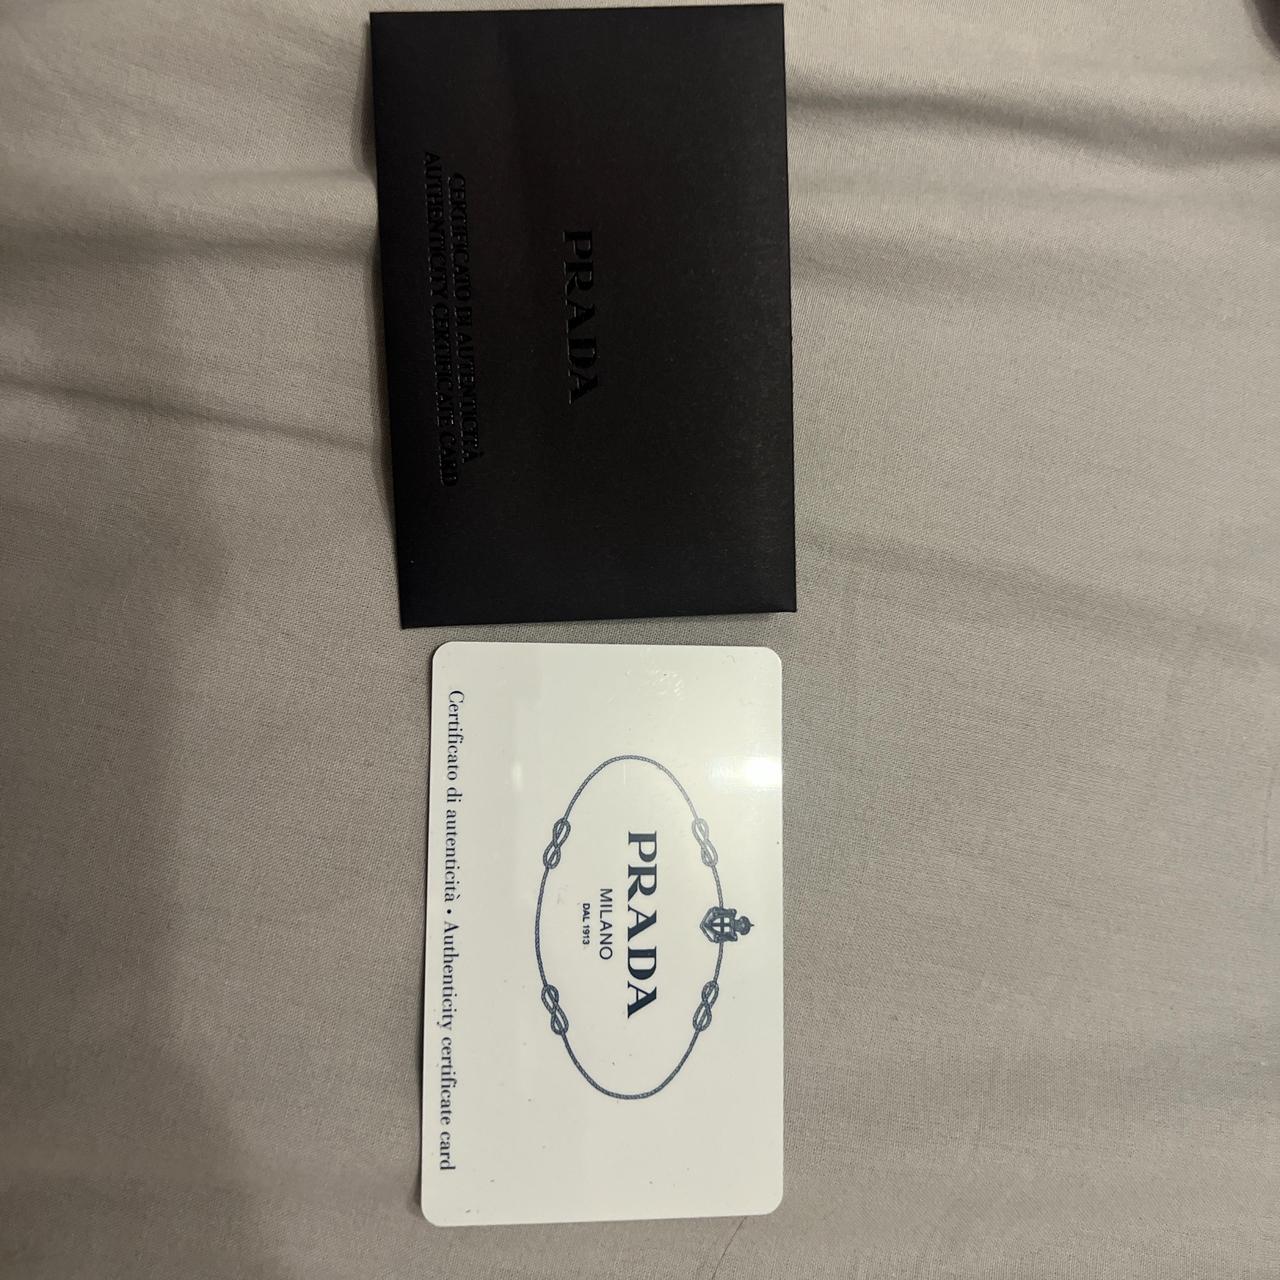 PRADA
CERTIFICATO DI AUTENTICITÀ
AUTHENTICITY CERTIFICATE CARD
PRADA
MILANO
DAL 1913
Certificato di autenticità • Authenticity certificate card